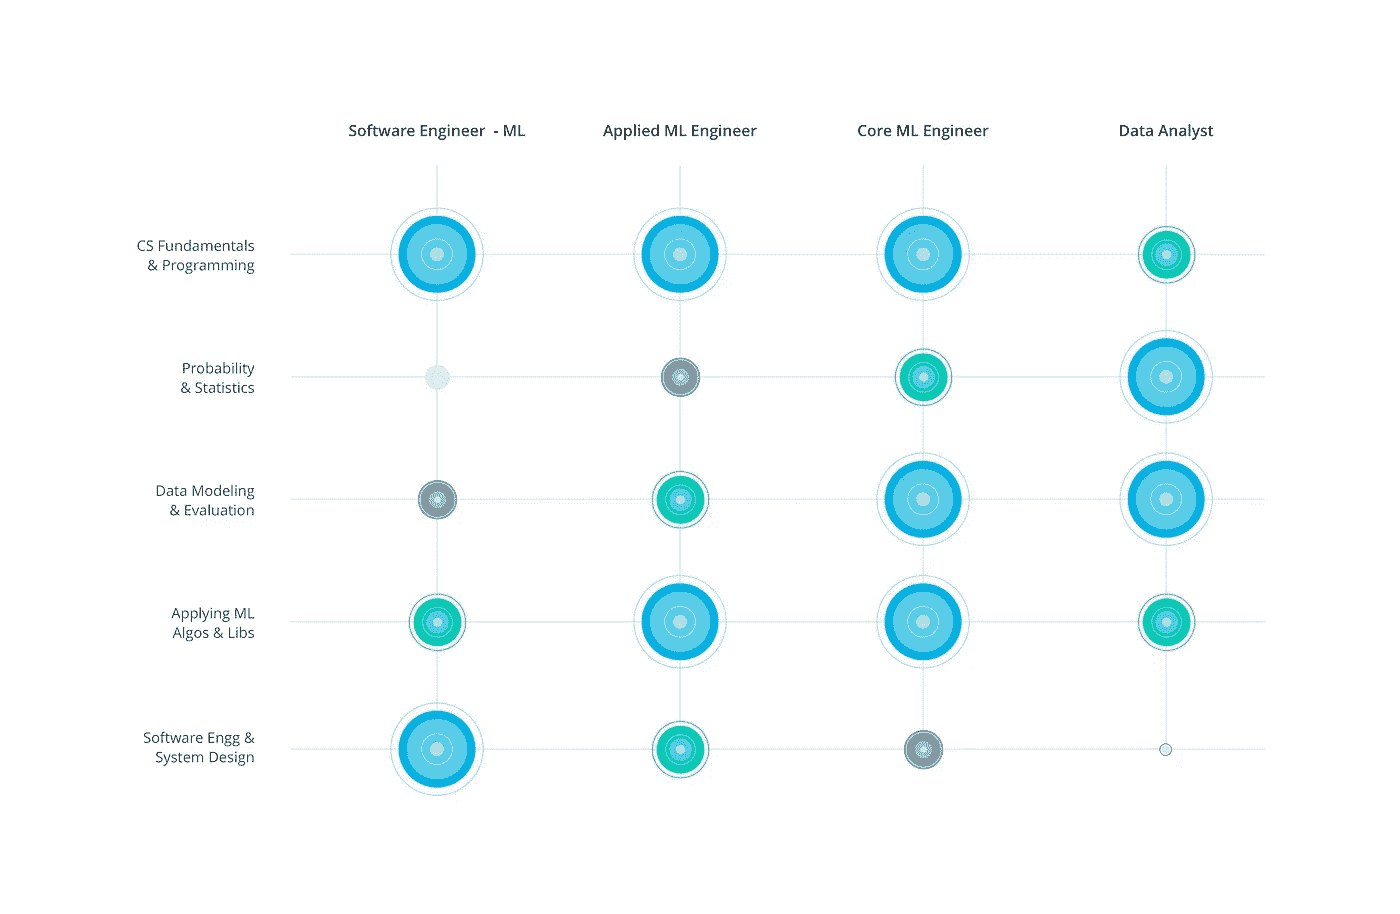 Software Engineer - ML
Applied ML Engineer
Core ML Engineer
Data Analyst
CS Fundamentals
& Programming
Probability
& Statistics
Data Modeling
& Evaluation
Applying ML
Algos & Libs
Software Engg &
System Design